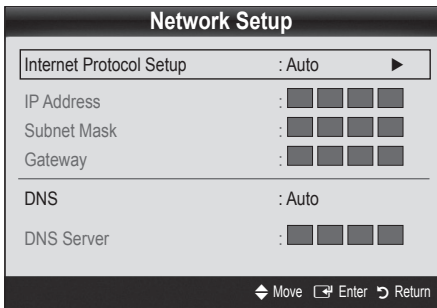 Network Setup
Internet Protocol Setup : Auto ►
IP Address :
Subnet Mask :
Gateway :
DNS : Auto
DNS Server :
Move Enter Return